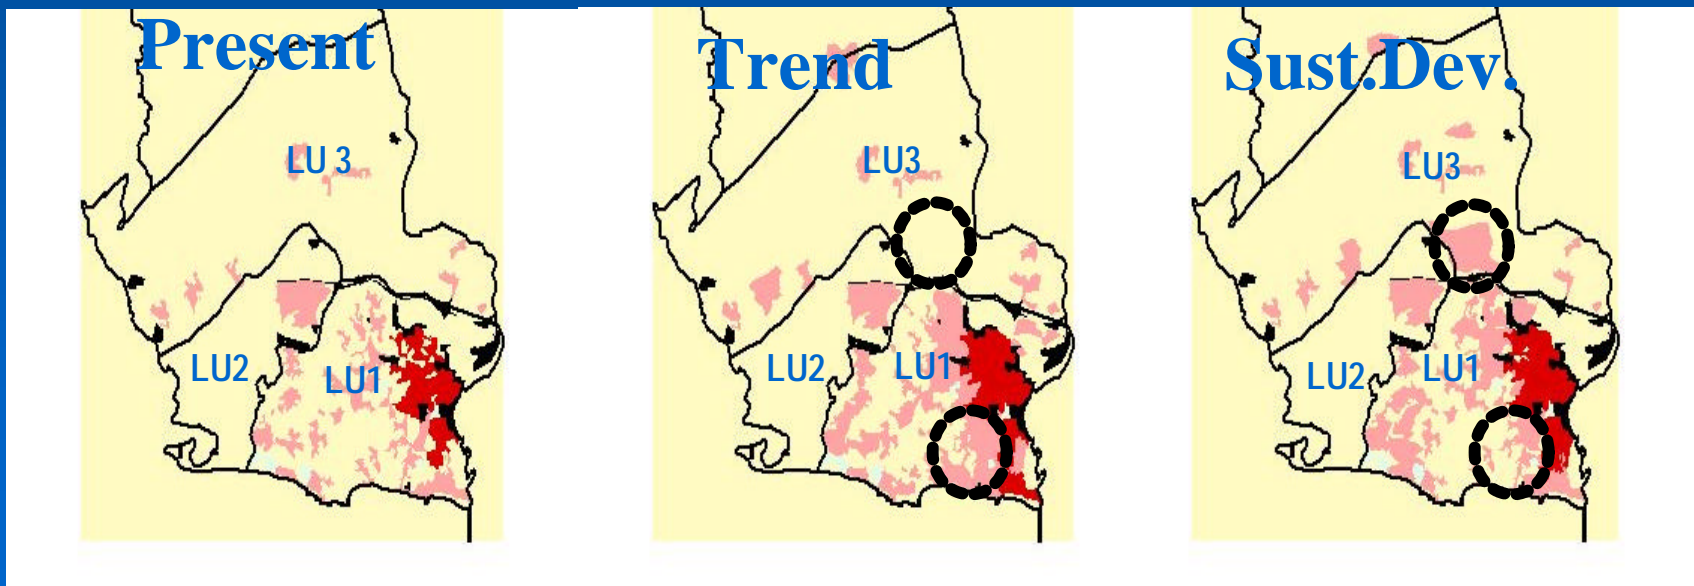 Present
LU 3
LU2
LU1
Trend
LU3
LU2
LU1
Sust.Dev.
LU3
LU2
LU1